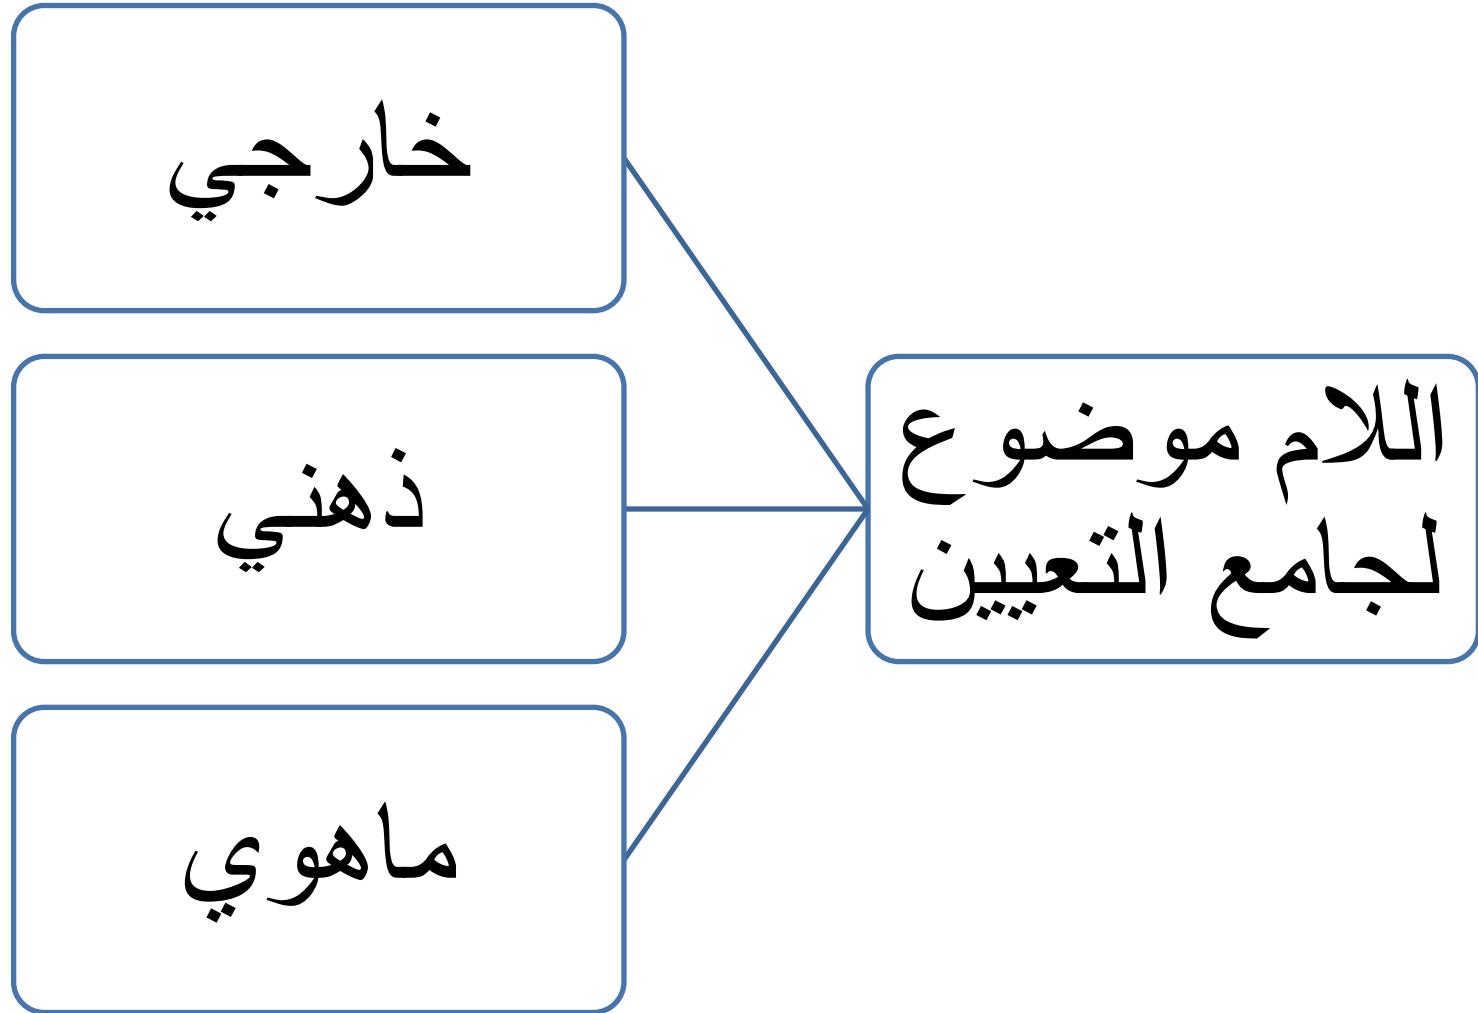 اللام موضوع
لجامع التعيين
خارجي
ذهني
ماهوي